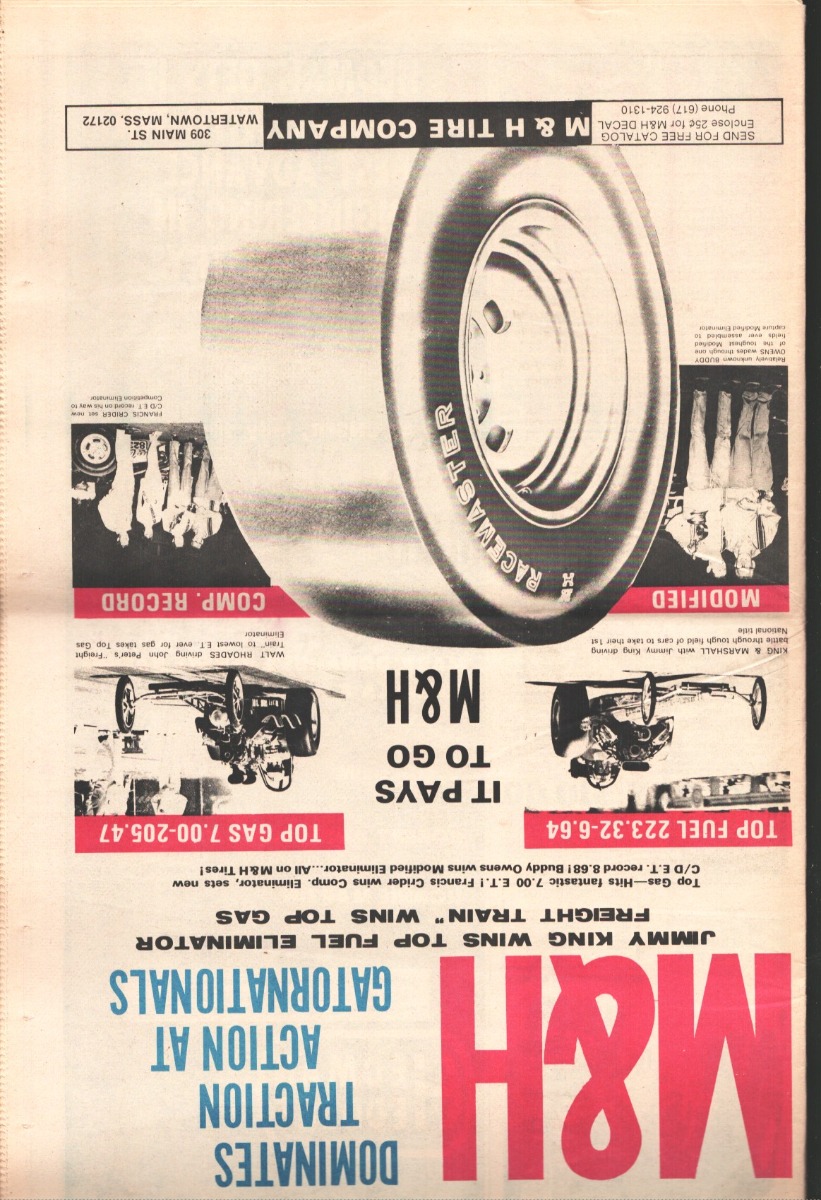 M&H
DOMINATES
TRACTION
ACTION AT
GATORNATIONALS
JIMMY KING WINS TOP FUEL ELIMINATOR
FREIGHT TRAIN" WINS TOP GAS
Top Gas—Hits fantastic 7.00 E.T.! Francis Crider wins Comp. Eliminator, sets new
C/D E.T. record 8.68! Buddy Owens wins Modified Eliminator....All on M&H Tires!
TOP FUEL 223.32-6.64
KING & MARSHALL with Jimmy King driving
battle through tough field of cars to take their 1st
National title
IT PAYS
TO GO
M&H
TOP GAS 7.00-205.47
WALT RHOADES driving John Peter's "Freight
Train" to lowest E.T. ever for gas takes Top Gas
Eliminator
MODIFIED
Relatively unknown BUDDY
OWENS wades through one
of the toughest Modified
fields ever assembled to
capture Modified Eliminator
M&H RACEMASTER
COMP. RECORD
FRANCIS CRIDER set new
C/D E.T. record on his way to
Competition Eliminator
SEND FOR FREE CATALOG
Enclose 25¢ for M&H DECAL
Phone (617) 924-1310
M & H TIRE COMPANY
309 MAIN ST.
WATERTOWN, MASS. 02172